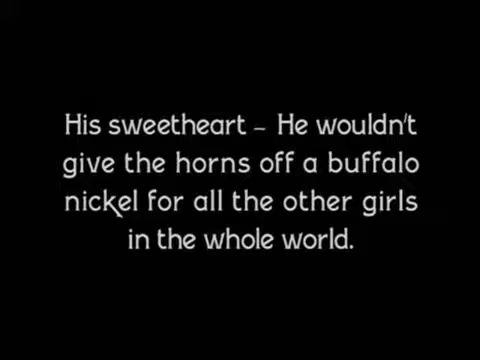 His sweetheart – He wouldn't
give the horns off a buffalo
nickel for all the other girls
in the whole world.